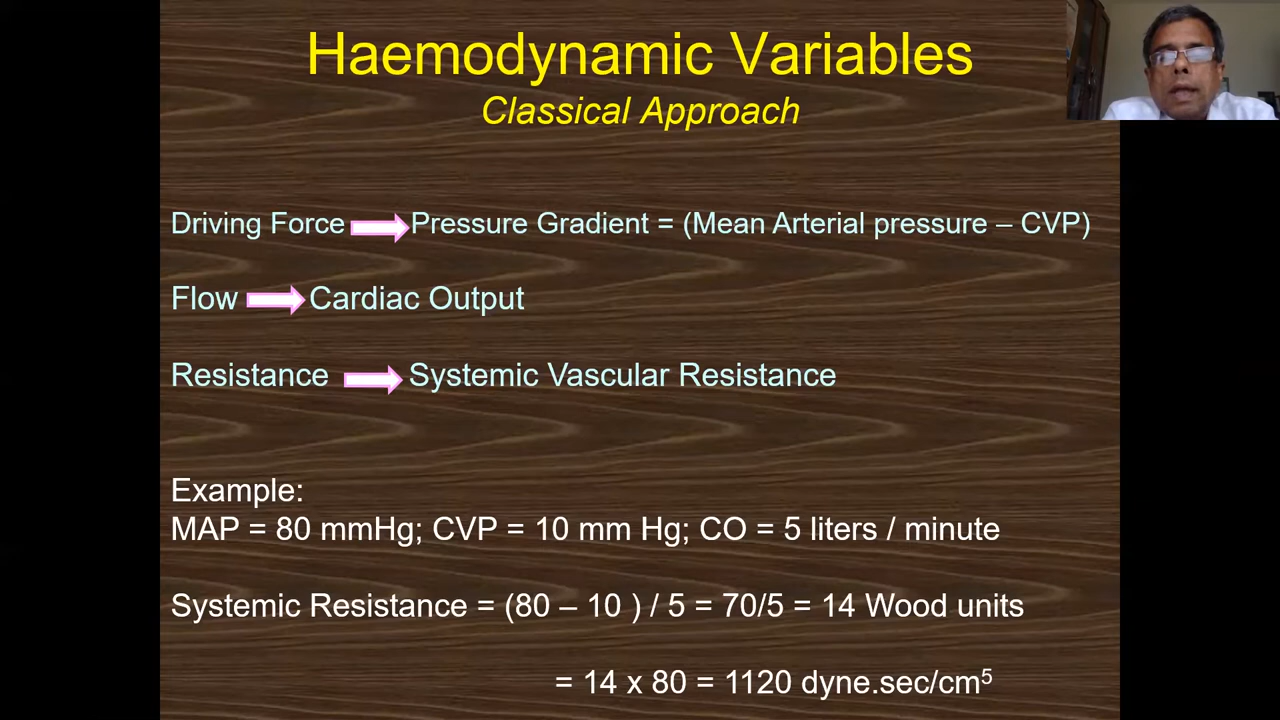 Haemodynamic Variables
Classical Approach
Driving Force Pressure Gradient = (Mean Arterial pressure – CVP)
Flow Cardiac Output
Resistance Systemic Vascular Resistance
Example:
MAP = 80 mmHg; CVP = 10 mm Hg; CO = 5 liters / minute
Systemic Resistance = (80 – 10 ) / 5 = 70/5 = 14 Wood units
= 14 x 80 = 1120 dyne.sec/cm⁵